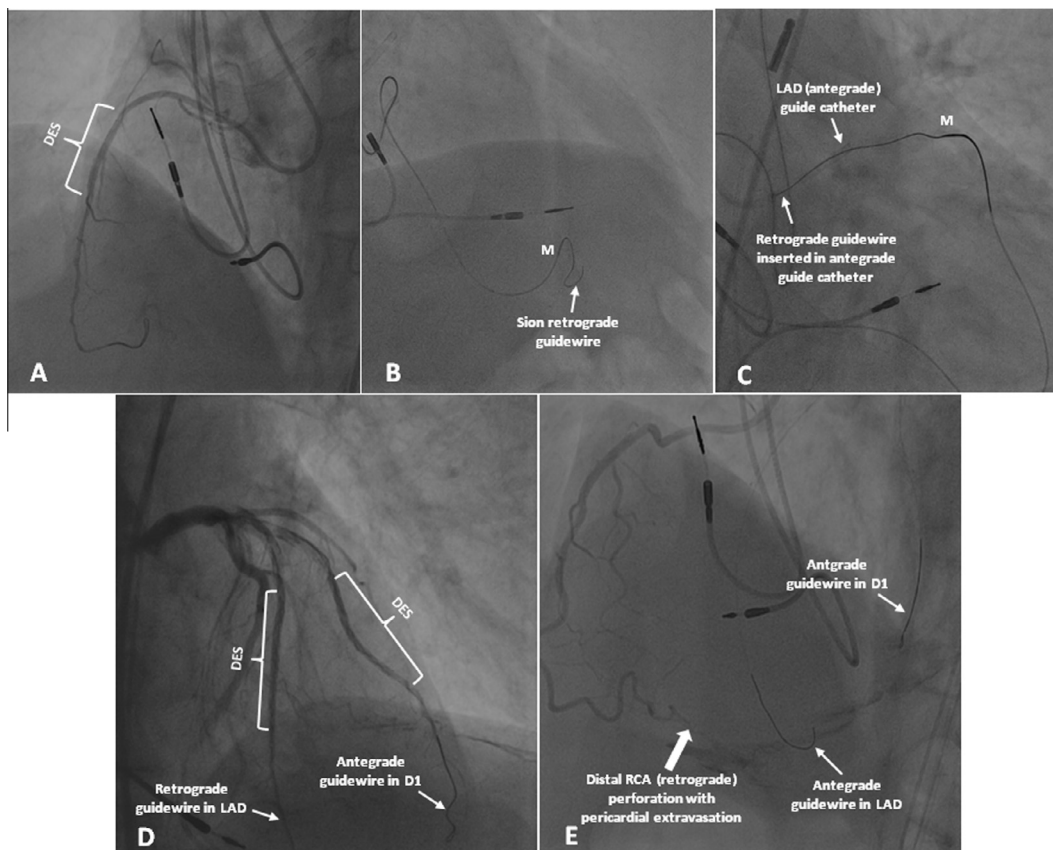 DES
A
M
Sion retrograde
guidewire
B
LAD (antegrade)
guide catheter
M
Retrograde guidewire
inserted in antegrade
guide catheter
C
DES
DES
Retrograde
guidewire in LAD
Antegrade
guidewire in D1
D
Antgrade
guidewire in D1
Distal RCA (retrograde)
perforation with
pericardial extravasation
Antegrade
guidewire in LAD
E